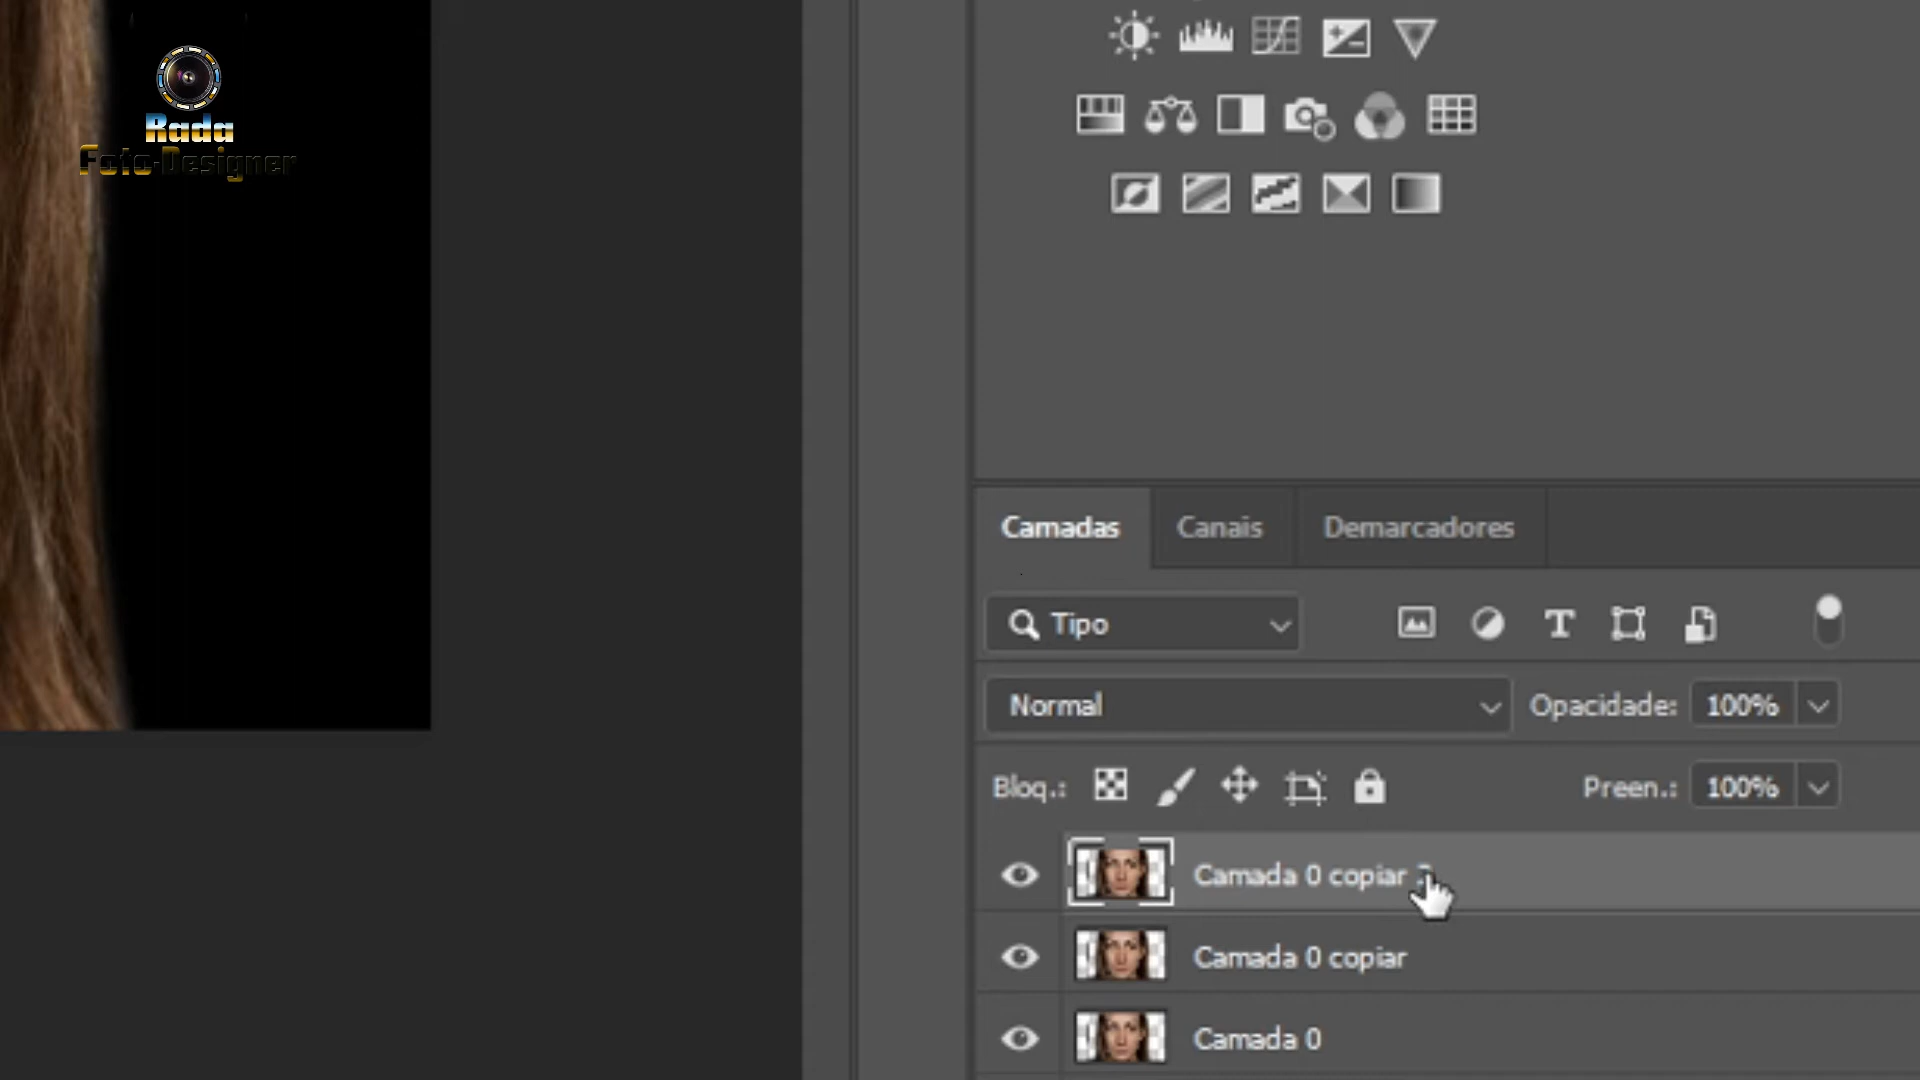 Rada
Foto-Designer
Camadas Canais Demarcadores
Tipo
Normal Opacidade: 100%
Bloq.: Preen.: 100%
Camada 0 copiar
Camada 0 copiar
Camada 0